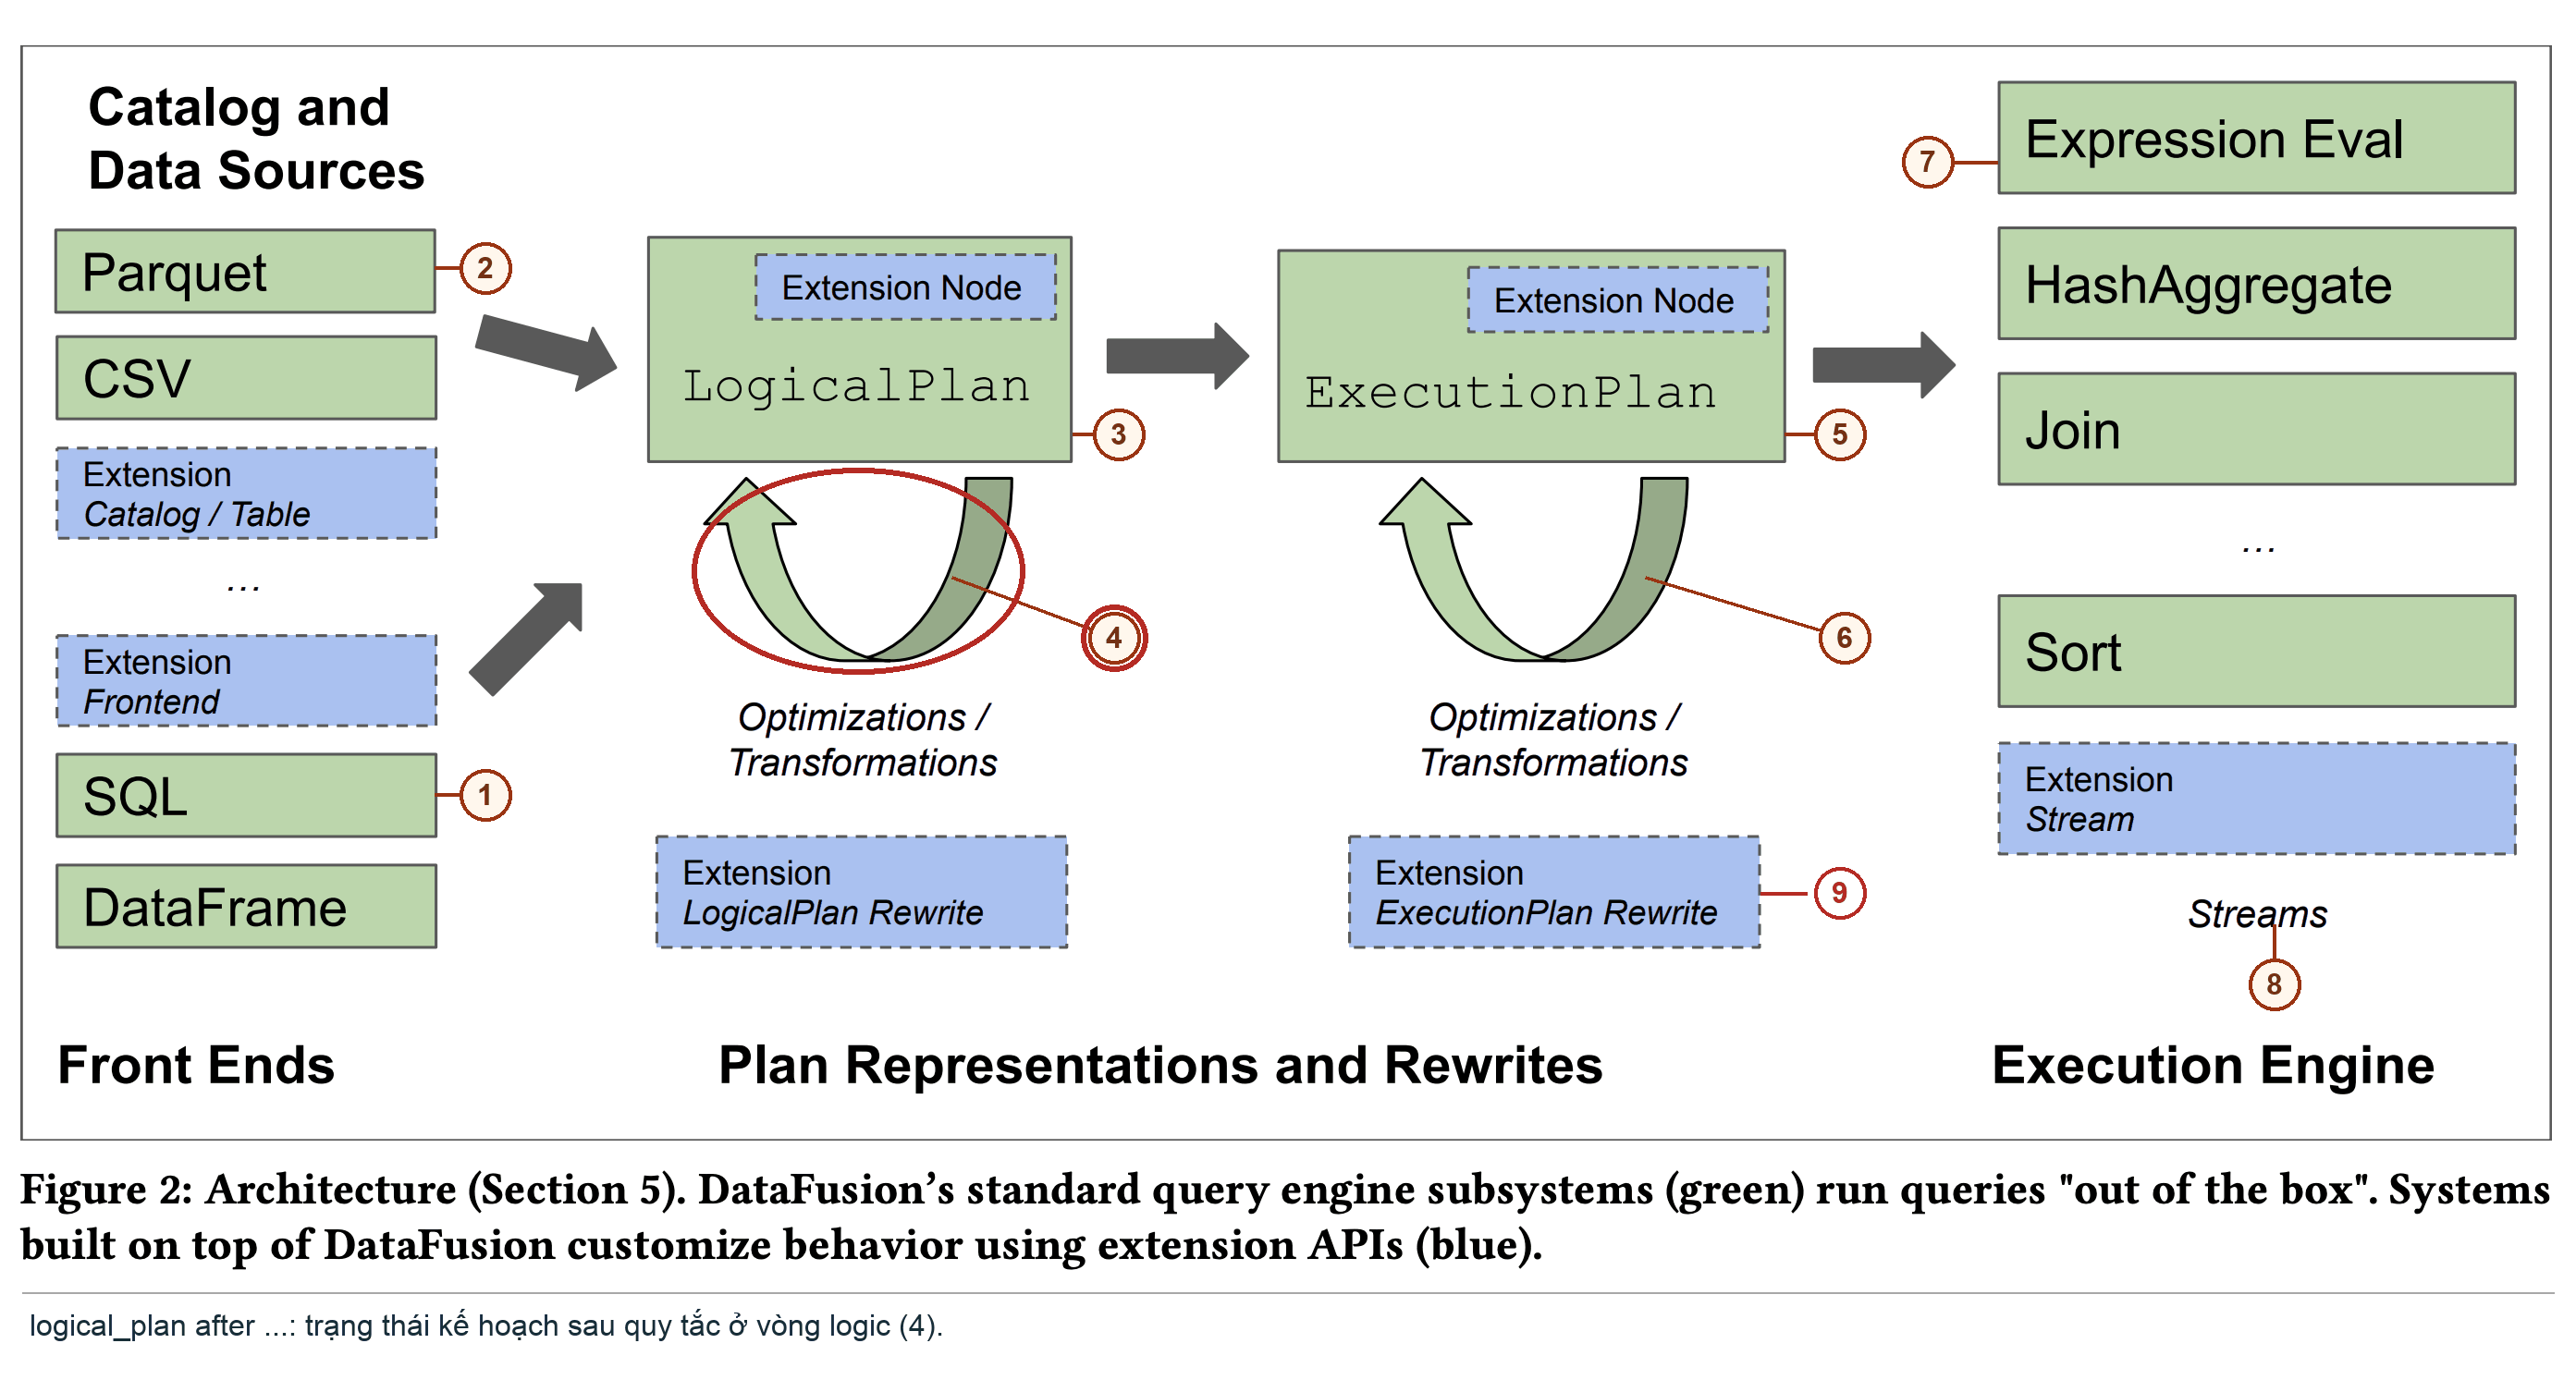 Catalog and
Data Sources
Parquet
2
CSV
Extension
Catalog / Table
...
Extension
Frontend
SQL
1
DataFrame
Front Ends
Extension Node
LogicalPlan
3
4
Optimizations /
Transformations
Extension
LogicalPlan Rewrite
Extension Node
ExecutionPlan
5
6
Optimizations /
Transformations
Extension
ExecutionPlan Rewrite
9
Plan Representations and Rewrites
7
Expression Eval
HashAggregate
Join
...
Sort
Extension
Stream
Streams
8
Execution Engine
Figure 2: Architecture (Section 5). DataFusion’s standard query engine subsystems (green) run queries "out of the box". Systems
built on top of DataFusion customize behavior using extension APIs (blue).
logical_plan after ...: trạng thái kế hoạch sau quy tắc ở vòng logic (4).